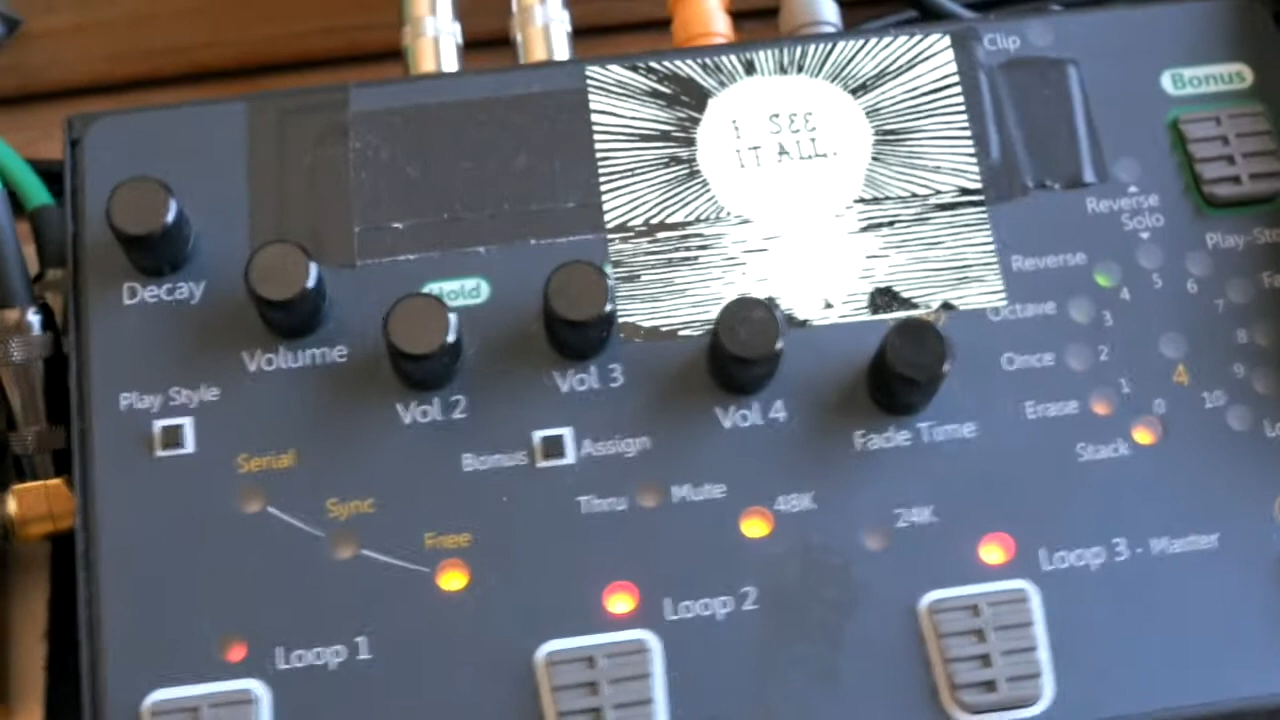 Clip
Bonus
I SEE
IT ALL.
Reverse
Solo
Play-Sto
Reverse
5
6
4
7
Decay
Hold
Octave
3
8
Volume
Vol 3
Once
2
9
Play Style
Vol 2
Vol 4
Fade Time
Erase
1
0
4
10
Stack
Bonus
Assign
Serial
Thru
Mute
48K
24K
Sync
Free
Loop 1
Loop 2
Loop 3 - Master